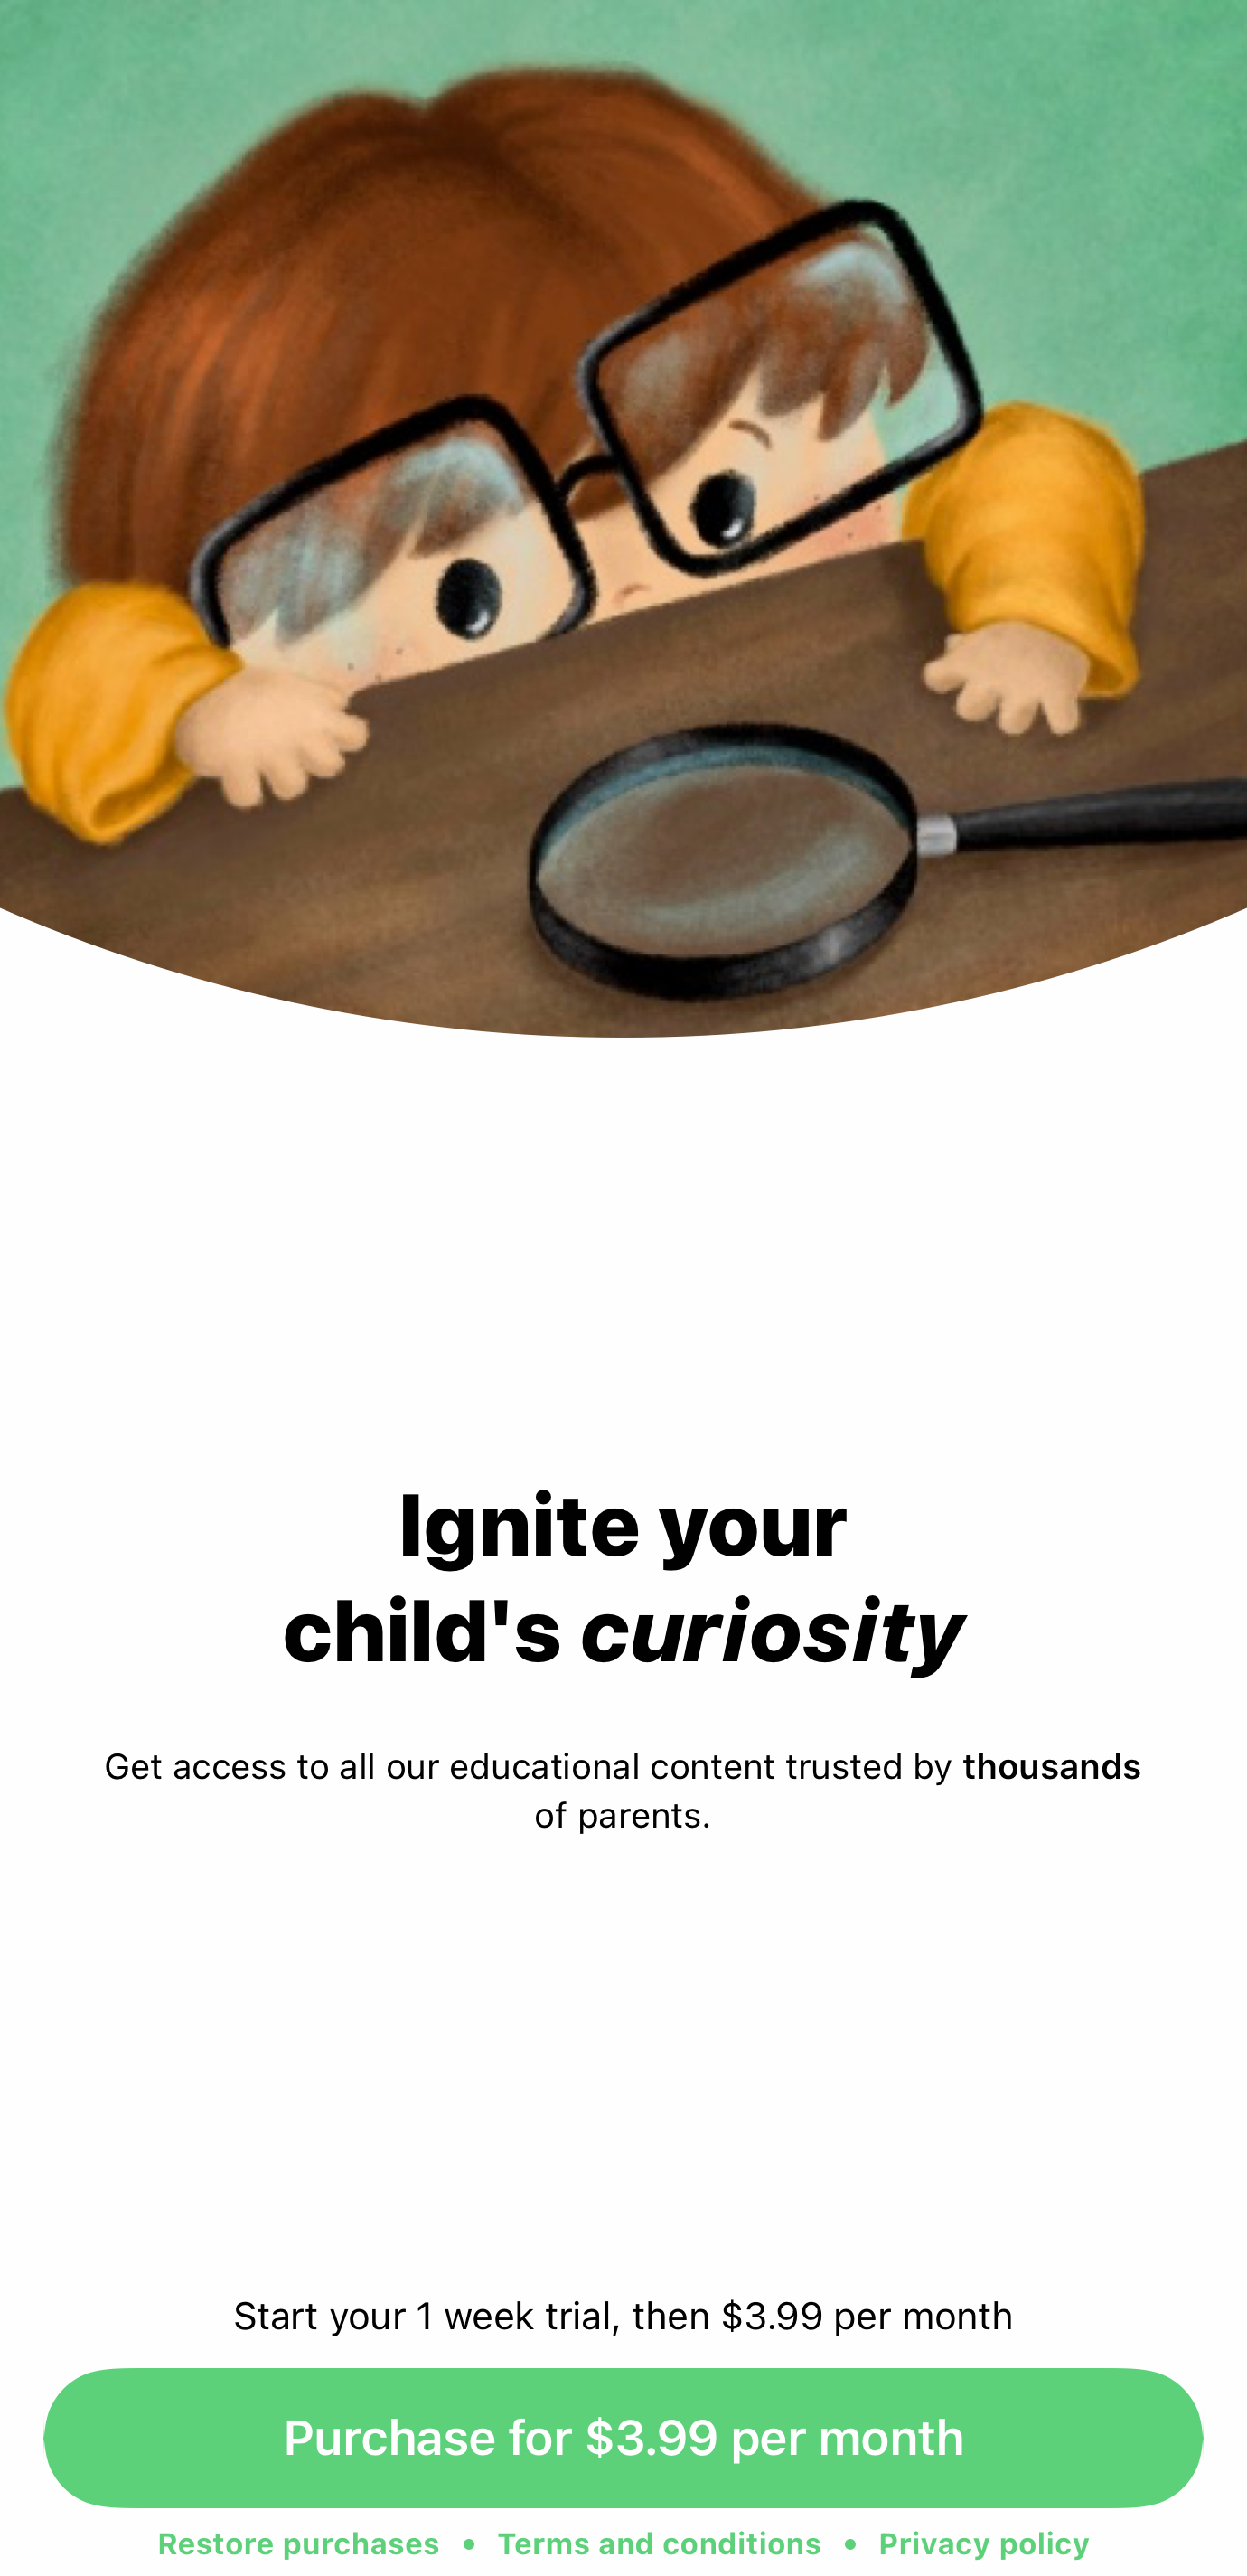 Ignite your
child's curiosity
Get access to all our educational content trusted by thousands
of parents.
Start your 1 week trial, then $3.99 per month
Purchase for $3.99 per month
Restore purchases • Terms and conditions • Privacy policy